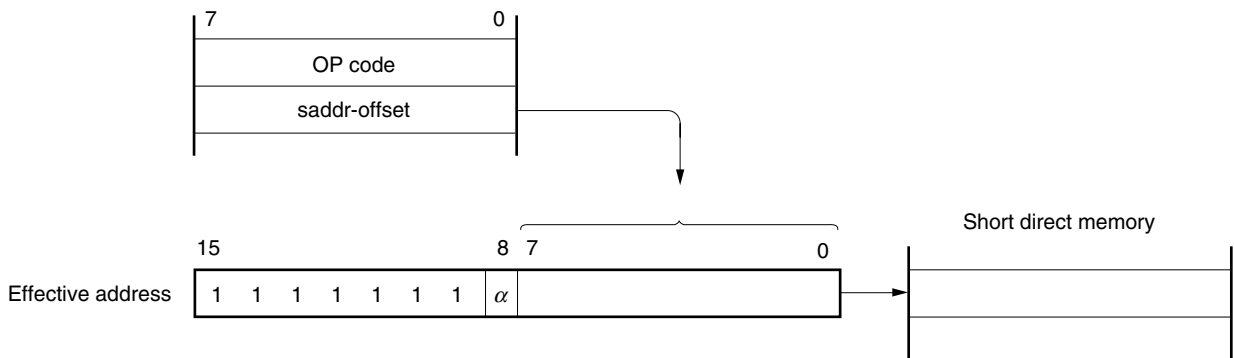 7 0
OP code
saddr-offset
Short direct memory
15 8 7 0
Effective address 1 1 1 1 1 1 1 α